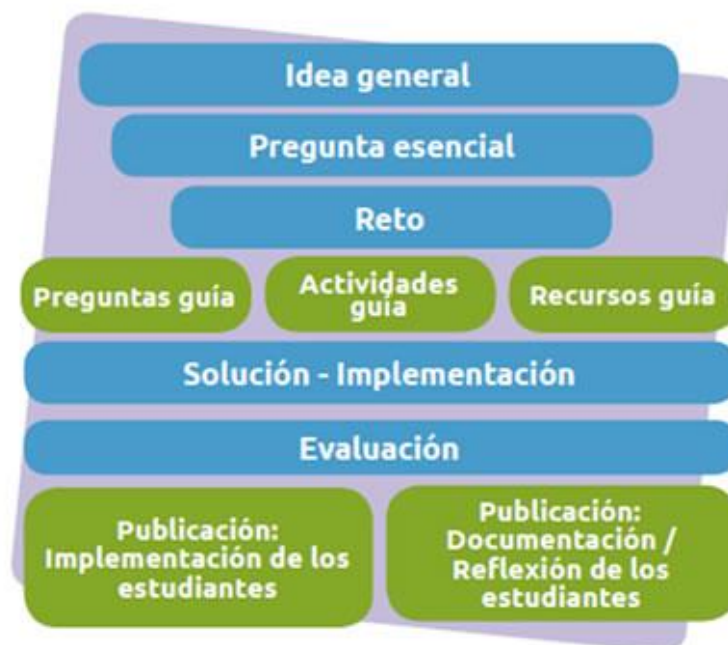 Idea general
Pregunta esencial
Reto
Preguntas guía
Actividades
guía
Recursos guía
Solución - Implementación
Evaluación
Publicación:
Implementación de los
estudiantes
Publicación:
Documentación /
Reflexión de los
estudiantes